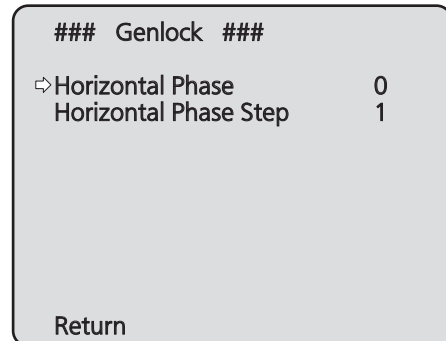 ### Genlock ###
⇨Horizontal Phase 0
Horizontal Phase Step 1
Return